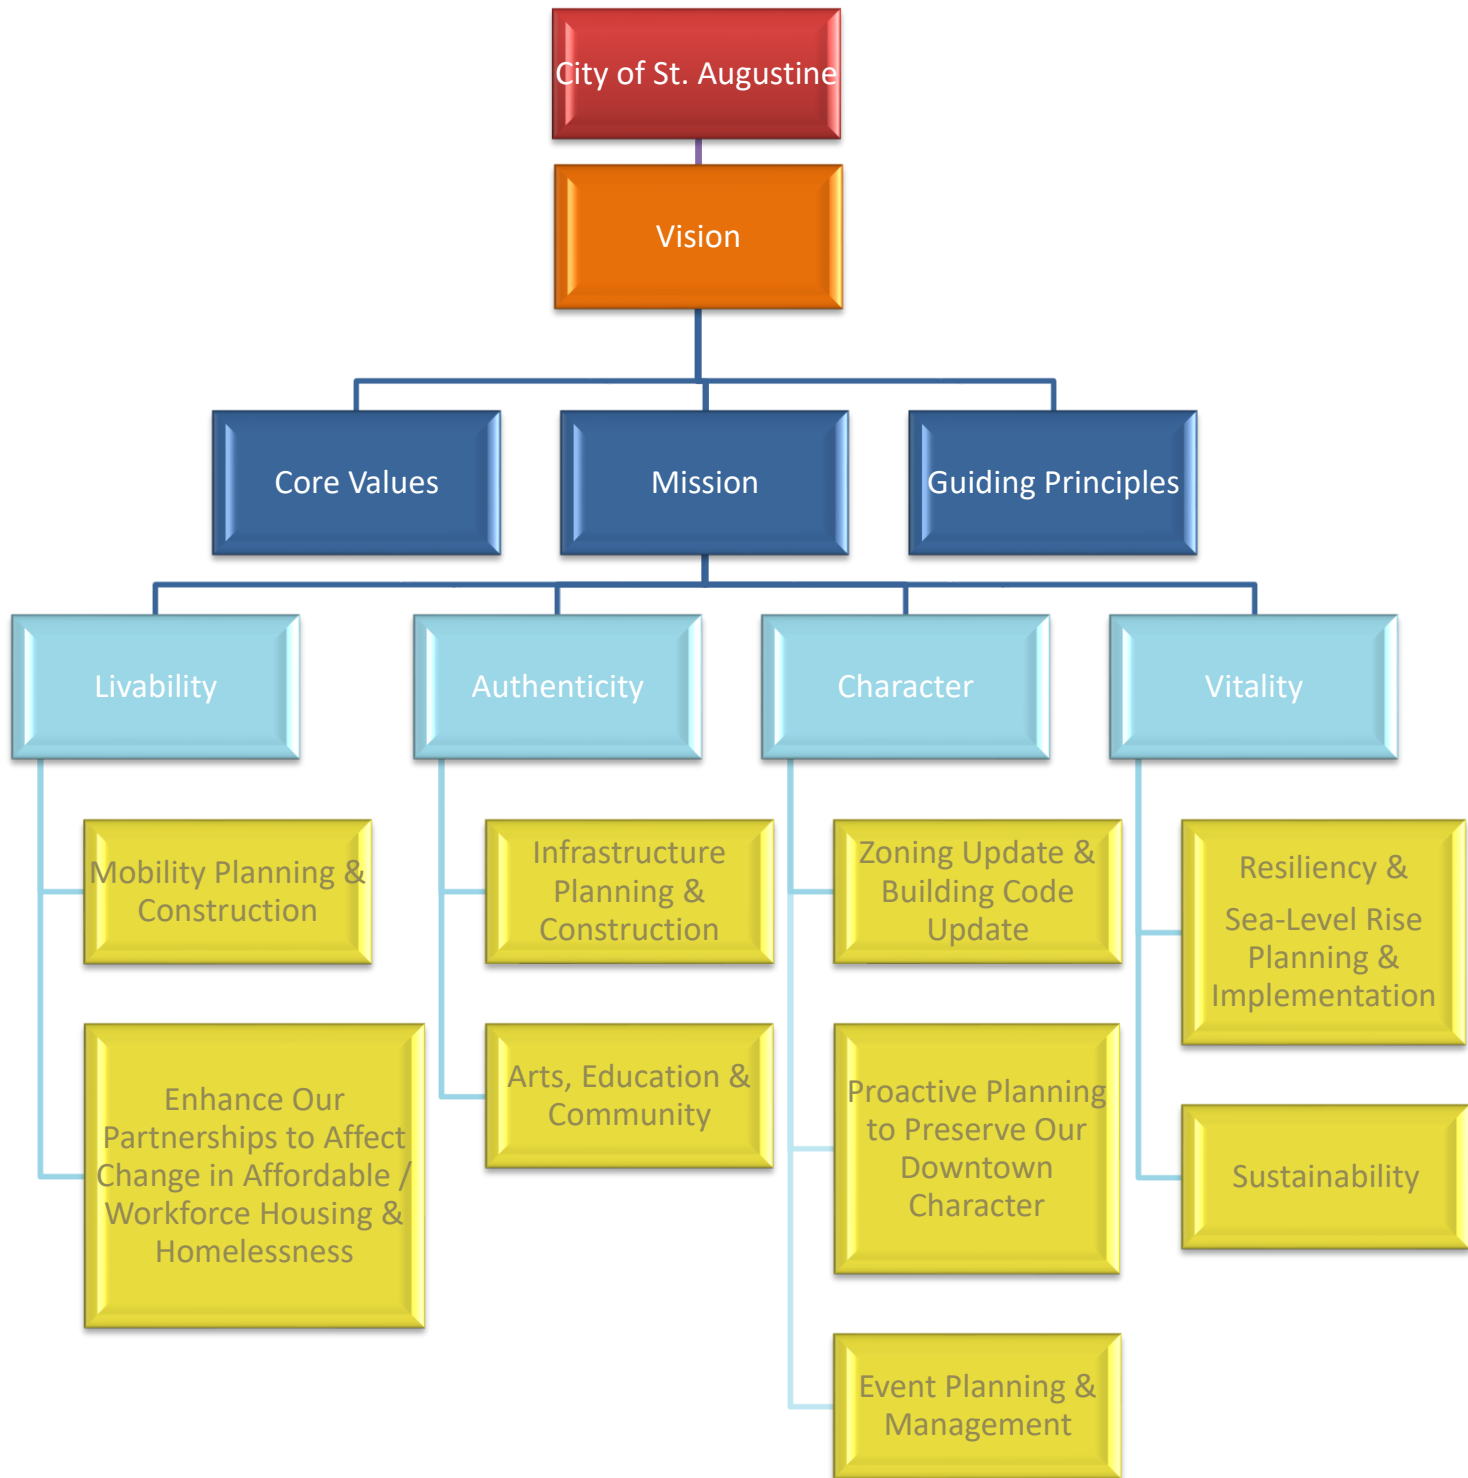 City of St. Augustine
Vision
Core Values
Mission
Guiding Principles
Livability
Authenticity
Character
Vitality
Mobility Planning &
Construction
Enhance Our
Partnerships to Affect
Change in Affordable /
Workforce Housing &
Homelessness
Infrastructure
Planning &
Construction
Arts, Education &
Community
Zoning Update &
Building Code
Update
Proactive Planning
to Preserve Our
Downtown
Character
Event Planning &
Management
Resiliency &
Sea-Level Rise
Planning &
Implementation
Sustainability